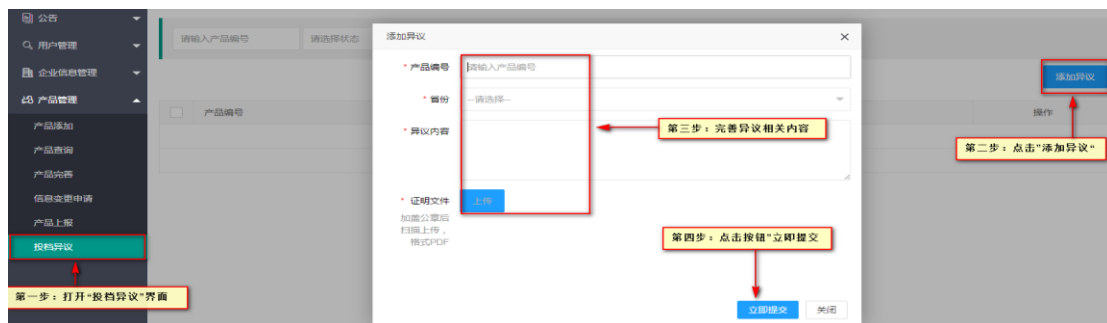 公告
用户管理
企业信息管理
产品管理
产品添加
产品查询
产品完善
信息变更申请
产品上报
投档异议
第一步：打开“投档异议”界面
请输入产品编号
请选择状态
添加异议
第二步：点击"添加异议"
产品编号
操作
添加异议
* 产品编号
请输入产品编号
* 省份
--请选择--
* 异议内容
第三步：完善异议相关内容
* 证明文件
上传
加盖公章后
扫描上传，
格式PDF
第四步：点击按钮"立即提交
立即提交
关闭